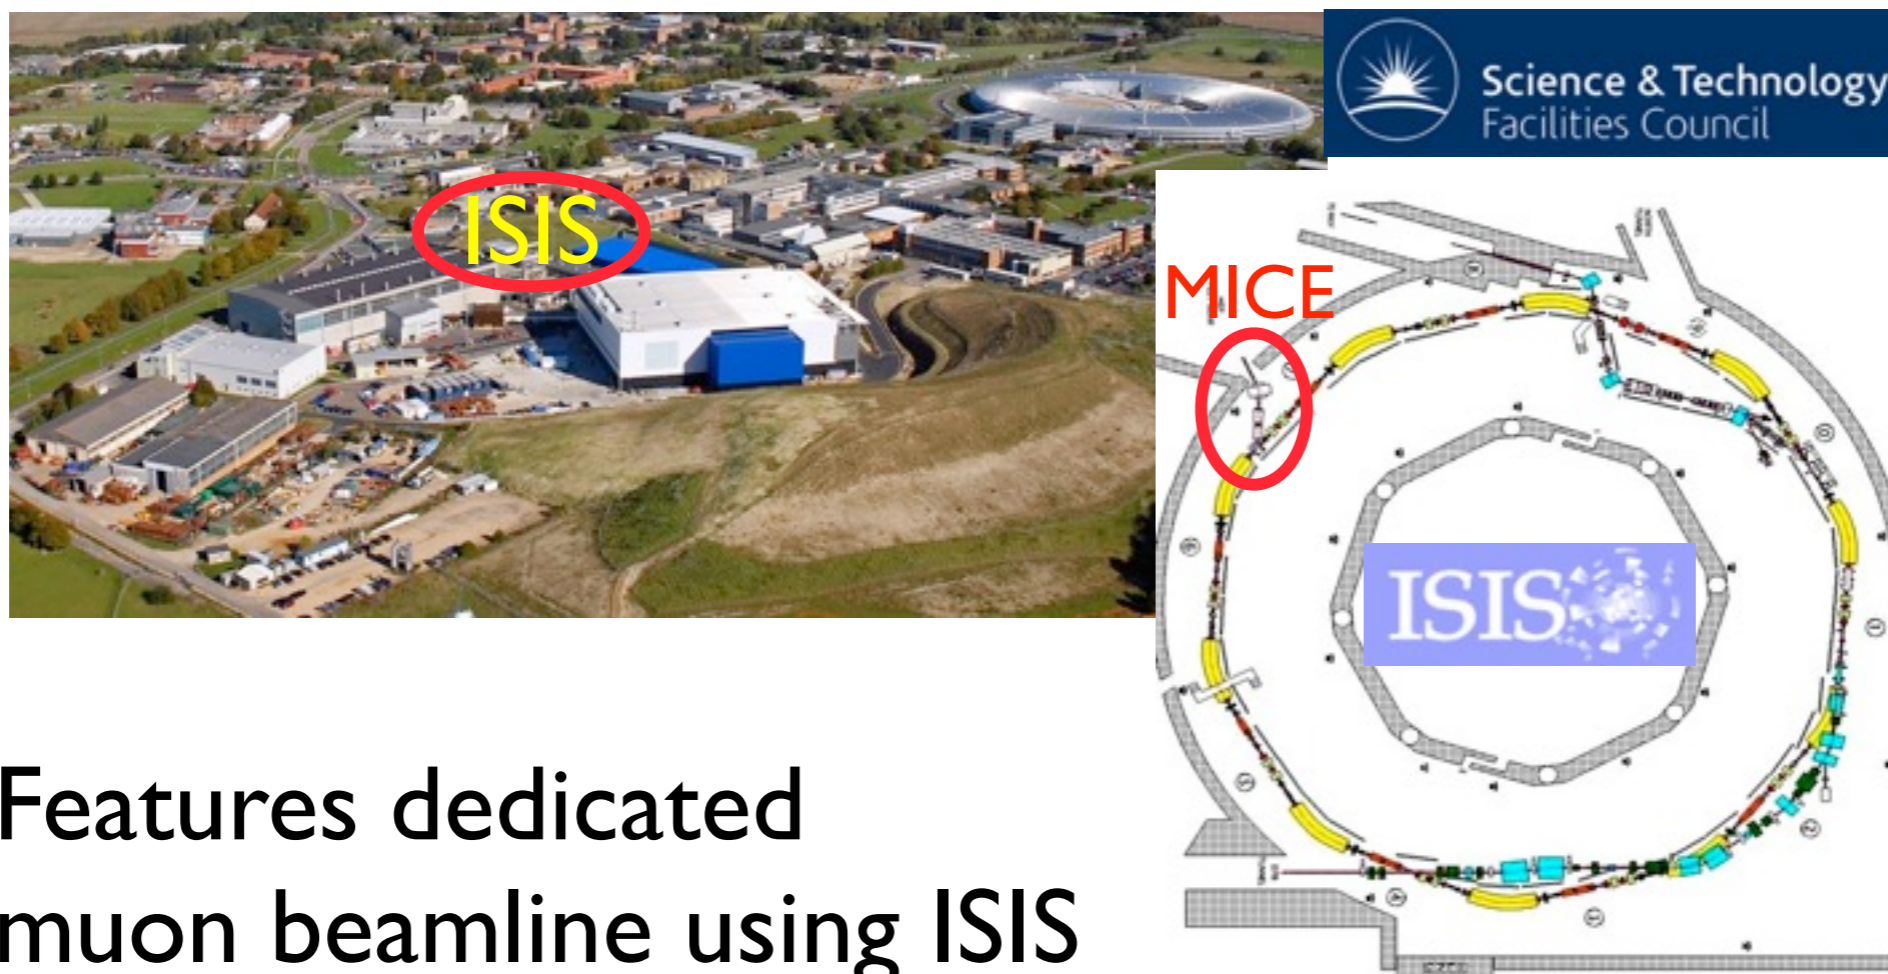 ISIS
Science & Technology
Facilities Council
MICE
ISIS
Features dedicated
muon beamline using ISIS